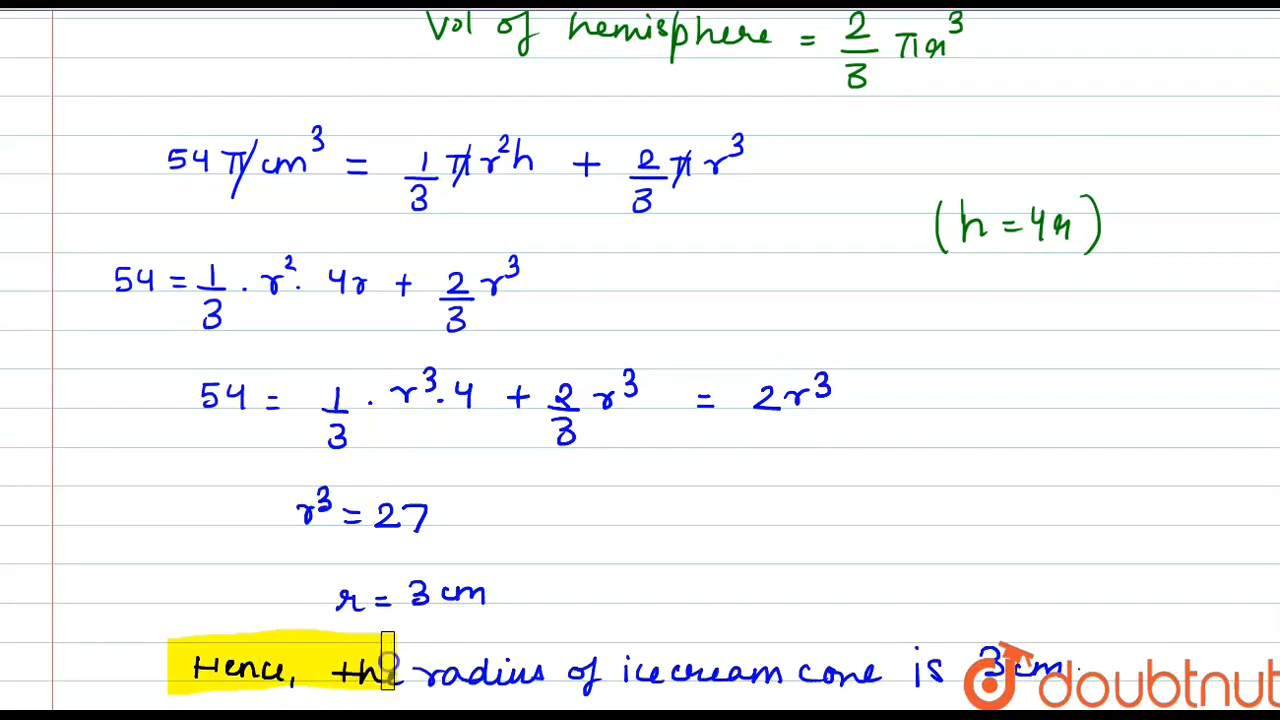 Vol of hemisphere = 2/3 πr³
54π cm³ = 1/3 πr²h + 2/3 πr³
(h = 4r)
54 = 1/3 . r² . 4r + 2/3 r³
54 = 1/3 . r³ . 4 + 2/3 r³ = 2r³
r³ = 27
r = 3 cm
Hence, the radius of icecream cone is 3 cm.
doubtnut